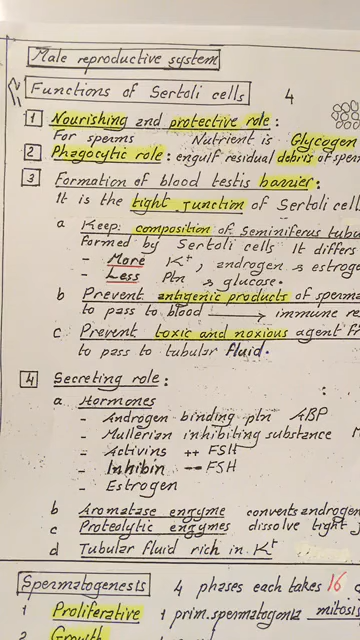 Male reproductive system
Functions of Sertoli cells 4
1 Nourishing and protective role :
For sperms Nutrient is Glycogen
2 Phagocytic role : engulf residual debris of sperm
3 Formation of blood testis barrier :
It is the tight Junction of Sertoli cell
a Keep composition of Seminiferus tubu
formed by Sertoli cells It differs
- More K+, androgen & estrog
- Less Ptn & glucose.
b Prevent antigenic products of sperma
to pass to blood → immune re
c Prevent toxic and noxious agent Fr
to pass to tubular fluid.
4 Secreting role :
a Hormones
- Androgen binding ptn ABP
- Mullerian inhibiting substance M
- Activins ++ FSH
- Inhibin -- FSH
- Estrogen
b Aromatase enzyme converts androgen
c Proteolytic enzymes dissolve tight J
d Tubular fluid rich in K+
Spermatogenesis 4 phases each takes 16 d
1 Proliferative 1 prim. spermatogonia mitosis
2 Growth